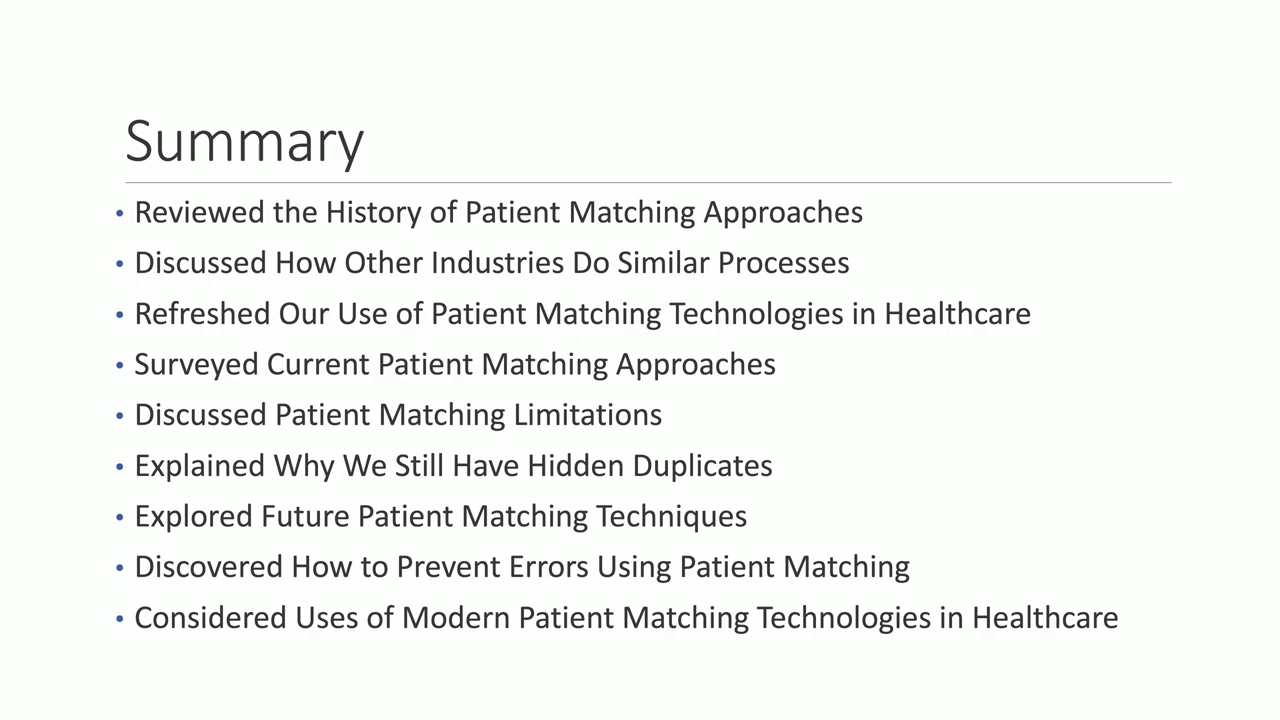 Summary
• Reviewed the History of Patient Matching Approaches
• Discussed How Other Industries Do Similar Processes
• Refreshed Our Use of Patient Matching Technologies in Healthcare
• Surveyed Current Patient Matching Approaches
• Discussed Patient Matching Limitations
• Explained Why We Still Have Hidden Duplicates
• Explored Future Patient Matching Techniques
• Discovered How to Prevent Errors Using Patient Matching
• Considered Uses of Modern Patient Matching Technologies in Healthcare